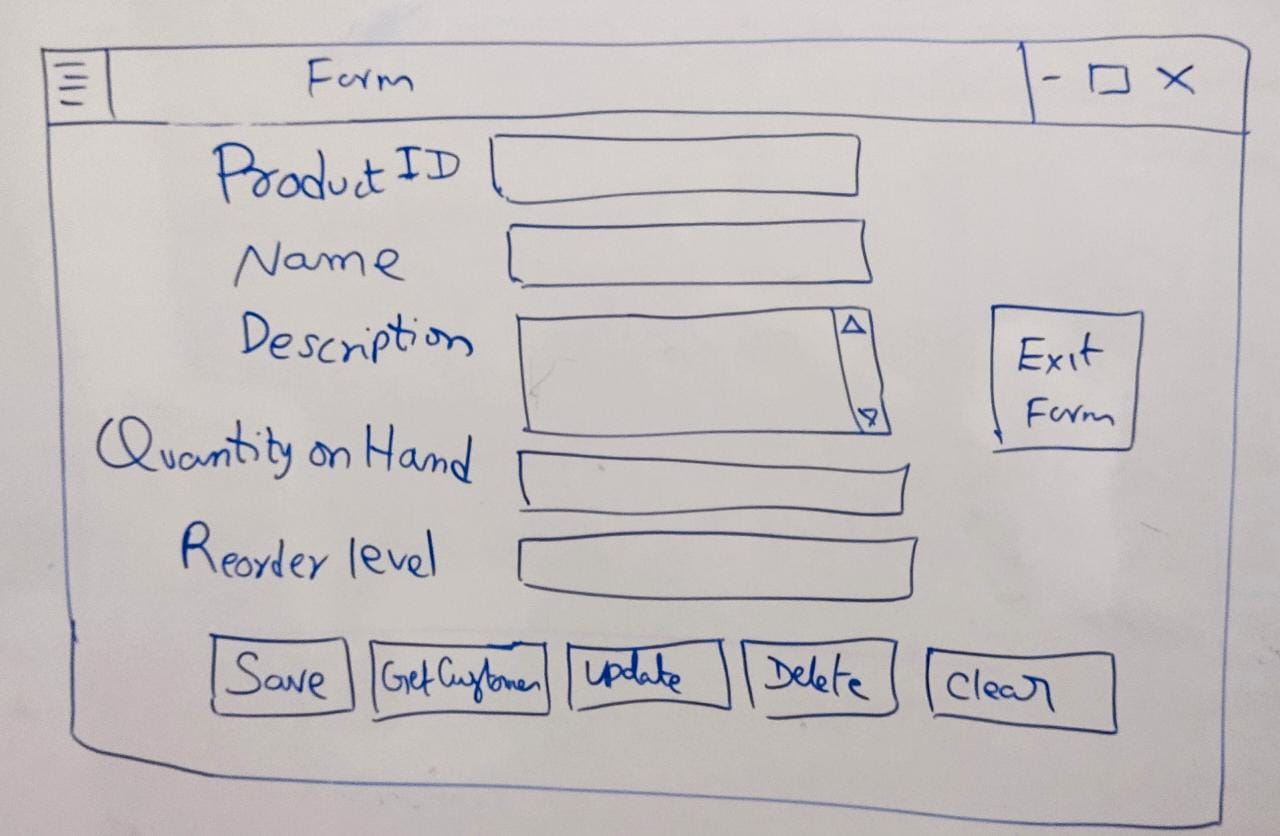 Form
Product ID
Name
Description
Exit
Form
Quantity on Hand
Reorder level
Save
Get Customer
update
Delete
Clear